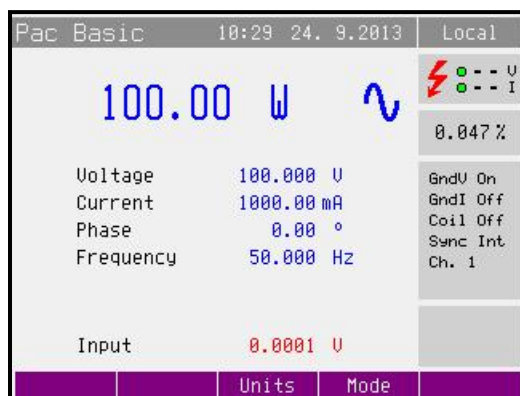 Pac Basic 10:29 24. 9.2013 Local
V
I
100.00 W
0.047 %
Voltage 100.000 V
Current 1000.00 mA
Phase 0.00 °
Frequency 50.000 Hz
GndU On
GndI Off
Coil Off
Sync Int
Ch. 1
Input 0.0001 V
Units Mode